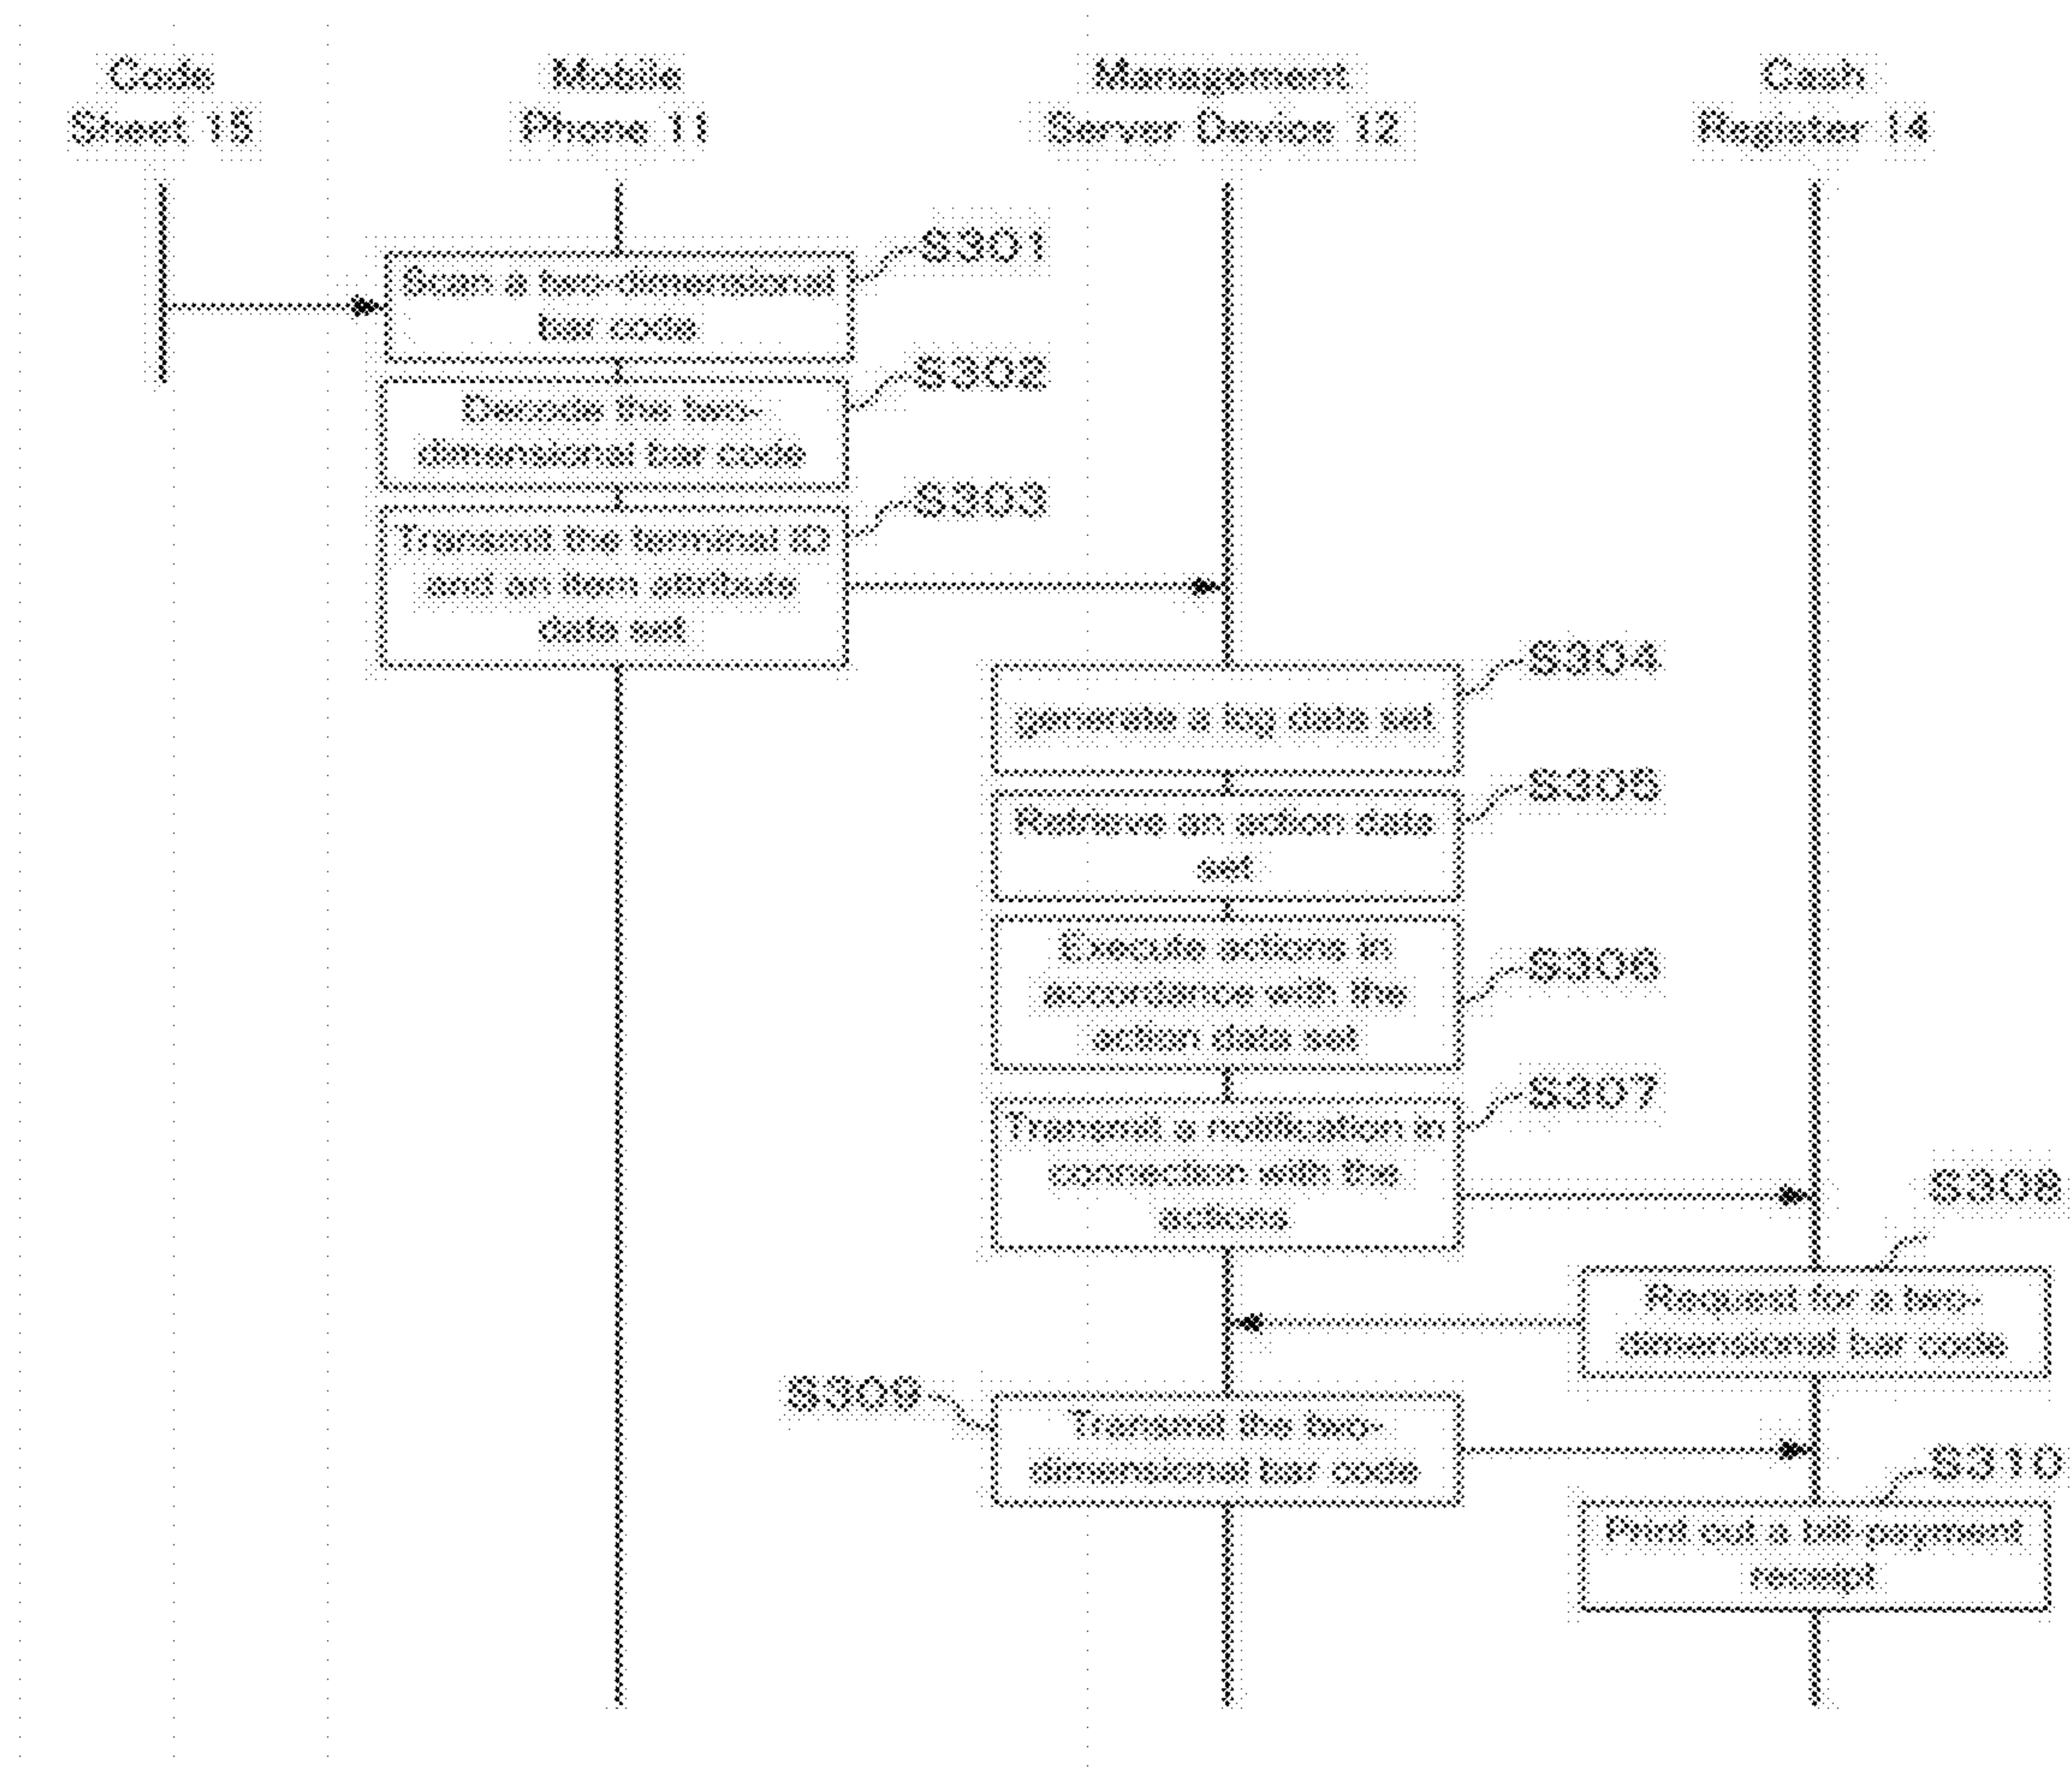 Code
Sheet 15
Mobile
Phone 11
Management
Server Device 12
Cash
Register 14
S301
Scan a two-dimensional
bar code
S302
Decode the two-
dimensional bar code
S303
Transmit the terminal ID
and an item attribute
data set
S304
generate a log data set
S305
Retrieve an action data
set
S306
Execute actions in
accordance with the
action data set
S307
Transmit a notification in
connection with the
actions
S308
Request for a two-
dimensional bar code
S309
Transmit the two-
dimensional bar code
S310
Print out a bill-payment
receipt